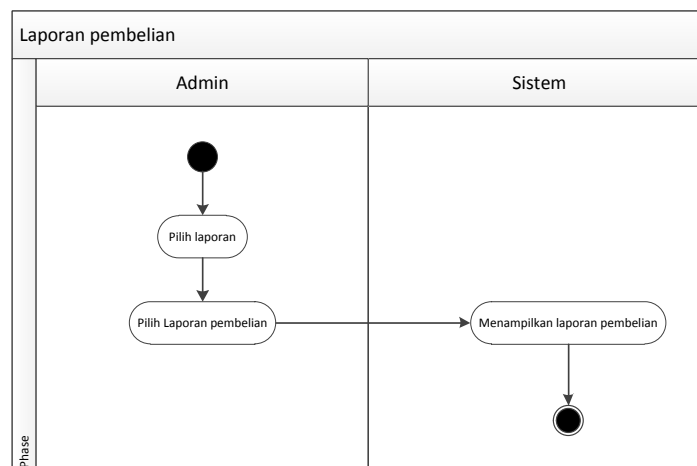 Laporan pembelian
Admin
Sistem
Pilih laporan
Pilih Laporan pembelian
Menampilkan laporan pembelian
Phase